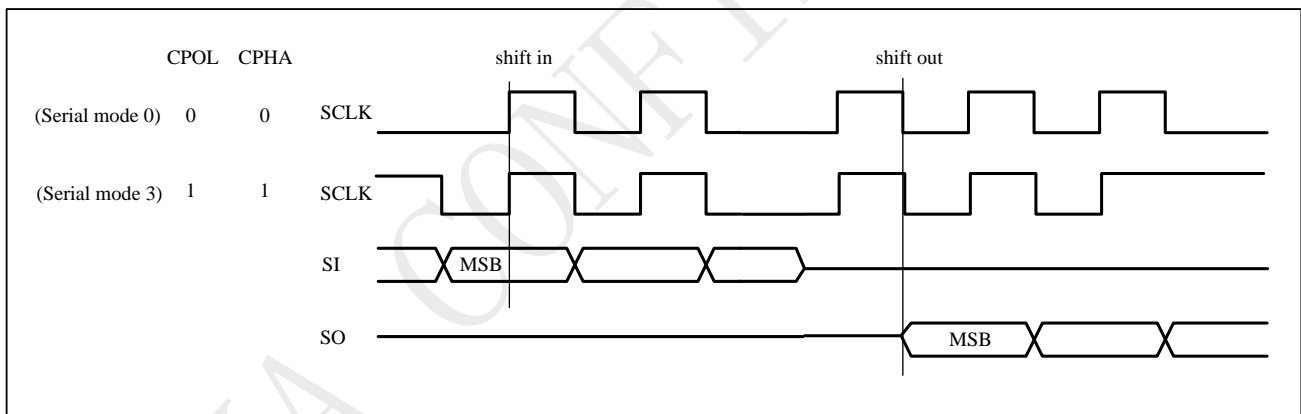 CPOL CPHA shift in shift out
(Serial mode 0) 0 0 SCLK
(Serial mode 3) 1 1 SCLK
SI MSB
SO MSB